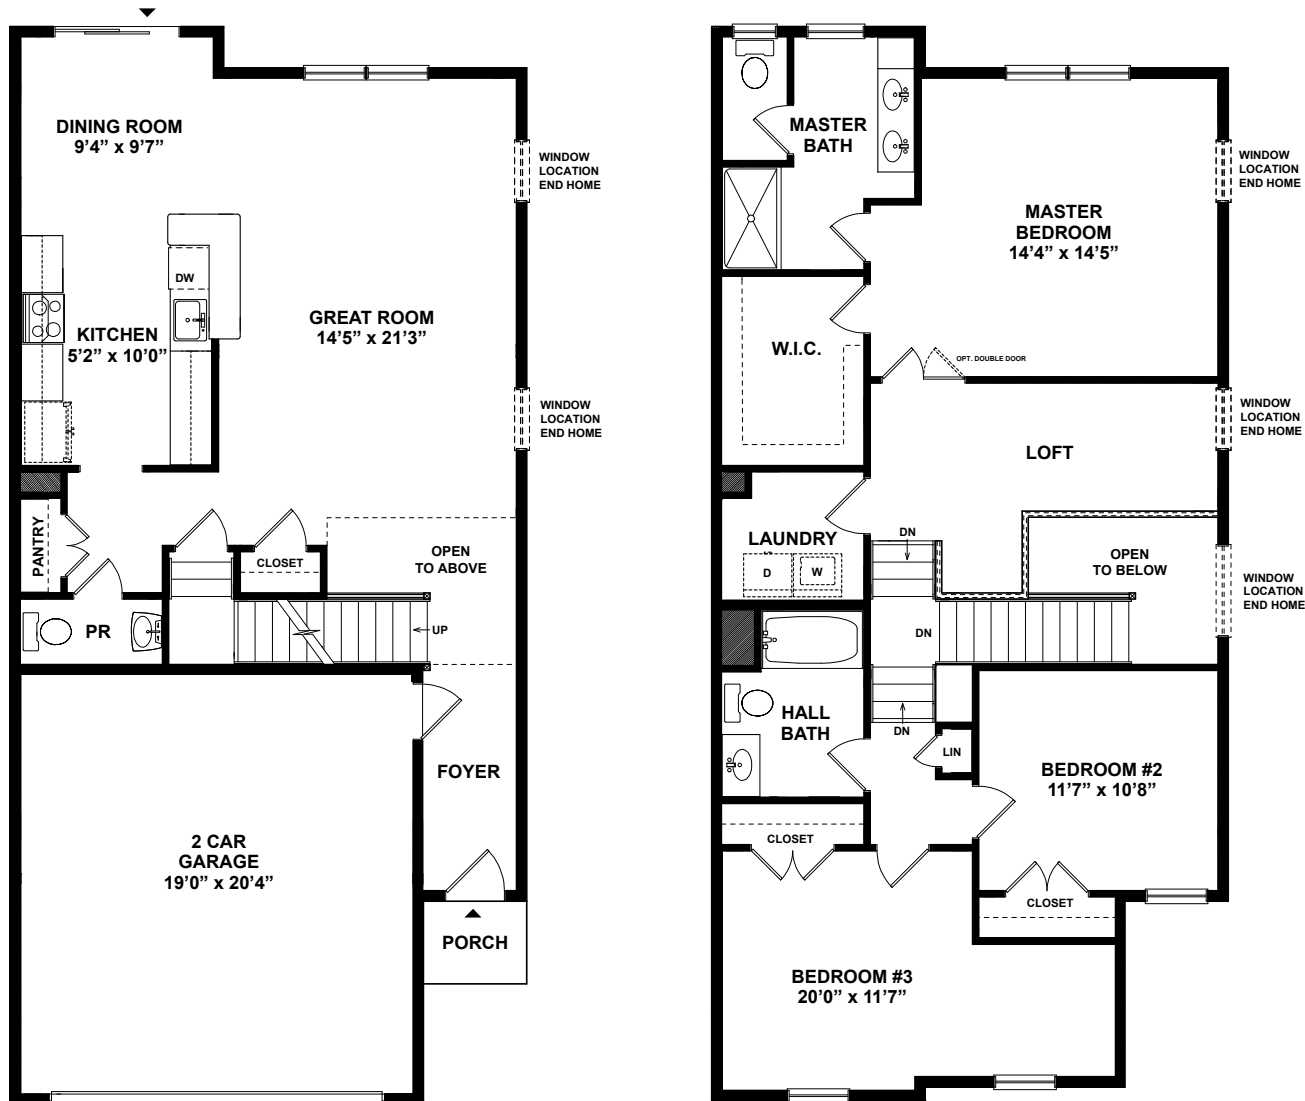 DINING ROOM
9’4” x 9’7”
WINDOW
LOCATION
END HOME
DW
KITCHEN
5’2” x 10’0”
GREAT ROOM
14’5” x 21’3”
WINDOW
LOCATION
END HOME
PANTRY
CLOSET
OPEN
TO ABOVE
PR
UP
FOYER
2 CAR
GARAGE
19’0” x 20’4”
PORCH
MASTER
BATH
MASTER
BEDROOM
14’4” x 14’5”
WINDOW
LOCATION
END HOME
W.I.C.
OPT. DOUBLE DOOR
WINDOW
LOCATION
END HOME
LOFT
LAUNDRY
D
W
DN
OPEN
TO BELOW
WINDOW
LOCATION
END HOME
DN
HALL
BATH
DN
LIN
BEDROOM #2
11’7” x 10’8”
CLOSET
CLOSET
BEDROOM #3
20’0” x 11’7”